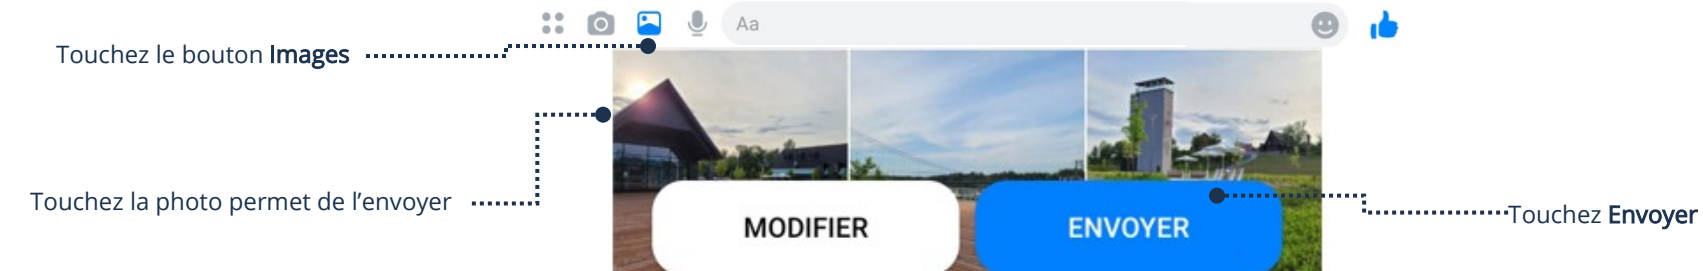 Aa
Touchez le bouton Images
Touchez la photo permet de l’envoyer
MODIFIER
ENVOYER
Touchez Envoyer